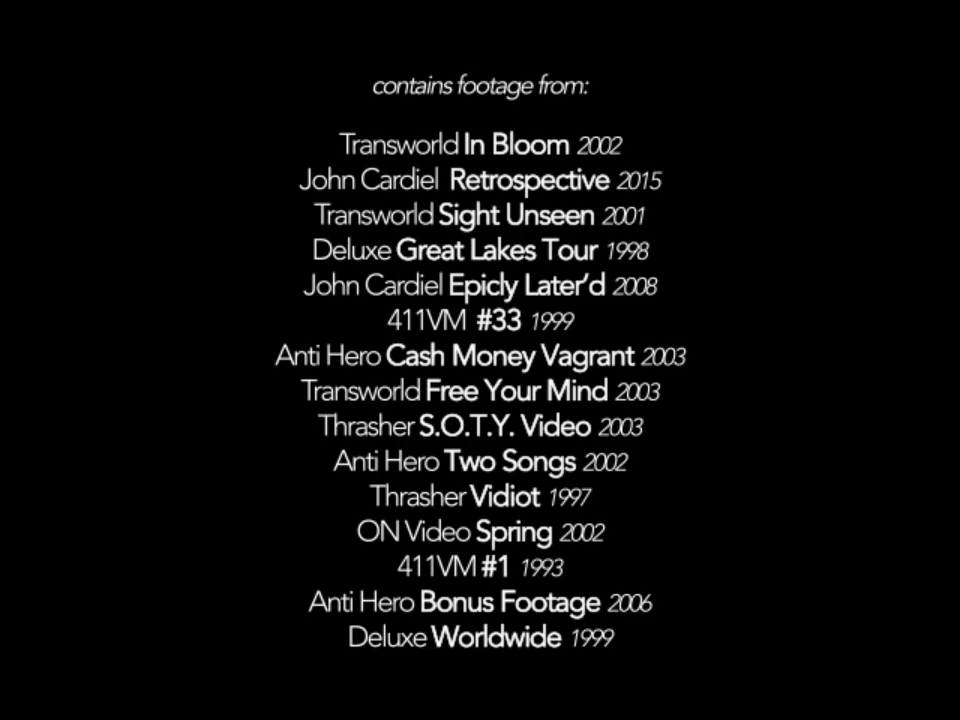 contains footage from:
Transworld In Bloom 2002
John Cardiel Retrospective 2015
Transworld Sight Unseen 2001
Deluxe Great Lakes Tour 1998
John Cardiel Epicly Later'd 2008
411VM #33 1999
Anti Hero Cash Money Vagrant 2003
Transworld Free Your Mind 2003
Thrasher S.O.T.Y. Video 2003
Anti Hero Two Songs 2002
Thrasher Vidiot 1997
ON Video Spring 2002
411VM #1 1993
Anti Hero Bonus Footage 2006
Deluxe Worldwide 1999